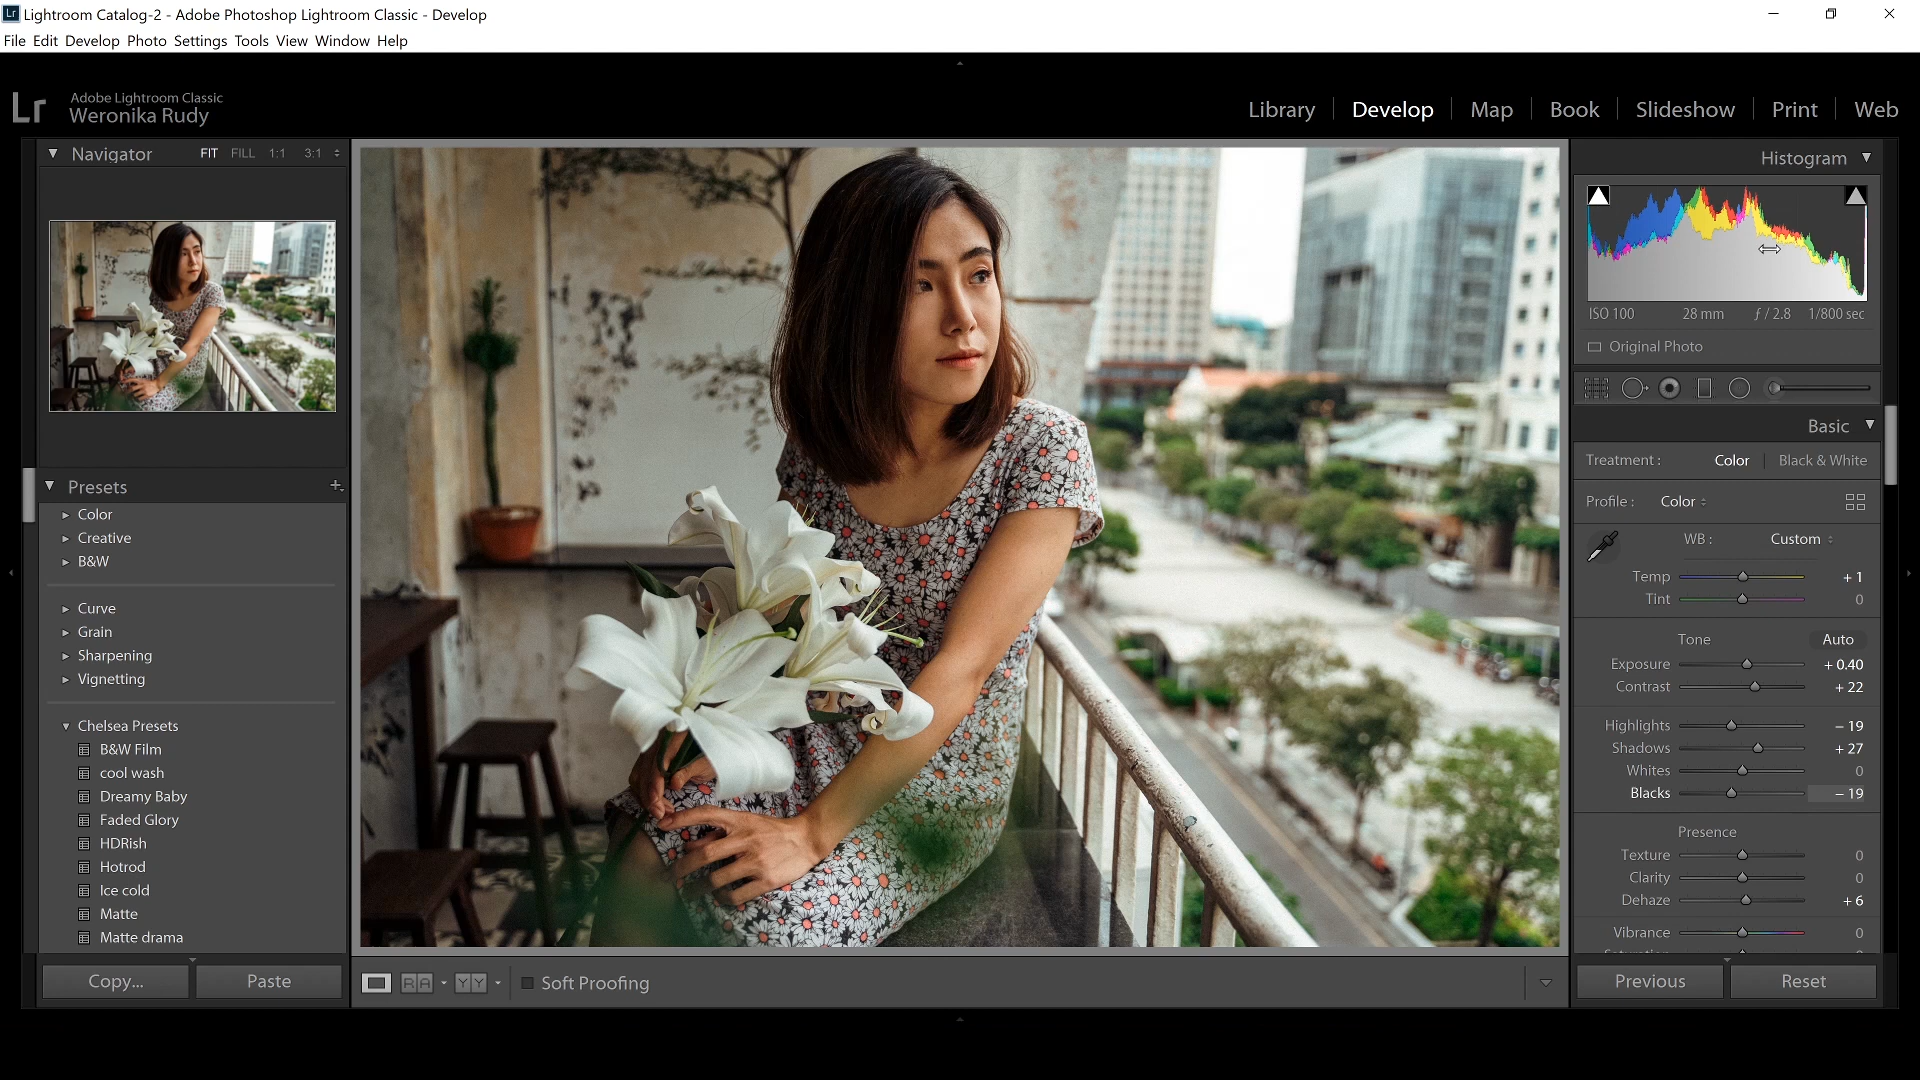 Lr Lightroom Catalog-2 - Adobe Photoshop Lightroom Classic - Develop
File Edit Develop Photo Settings Tools View Window Help
Lr Adobe Lightroom Classic
Weronika Rudy
Library Develop Map Book Slideshow Print Web
Navigator FIT FILL 1:1 3:1
Presets
Color
Creative
B&W
Curve
Grain
Sharpening
Vignetting
Chelsea Presets
B&W Film
cool wash
Dreamy Baby
Faded Glory
HDRish
Hotrod
Ice cold
Matte
Matte drama
Copy... Paste
R A Y Y Soft Proofing
Histogram
ISO 100 28 mm ƒ / 2.8 1/800 sec
Original Photo
Basic
Treatment : Color Black & White
Profile : Color
WB : Custom
Temp + 1
Tint 0
Tone Auto
Exposure + 0.40
Contrast + 22
Highlights – 19
Shadows + 27
Whites 0
Blacks – 19
Presence
Texture 0
Clarity 0
Dehaze + 6
Vibrance 0
Previous Reset